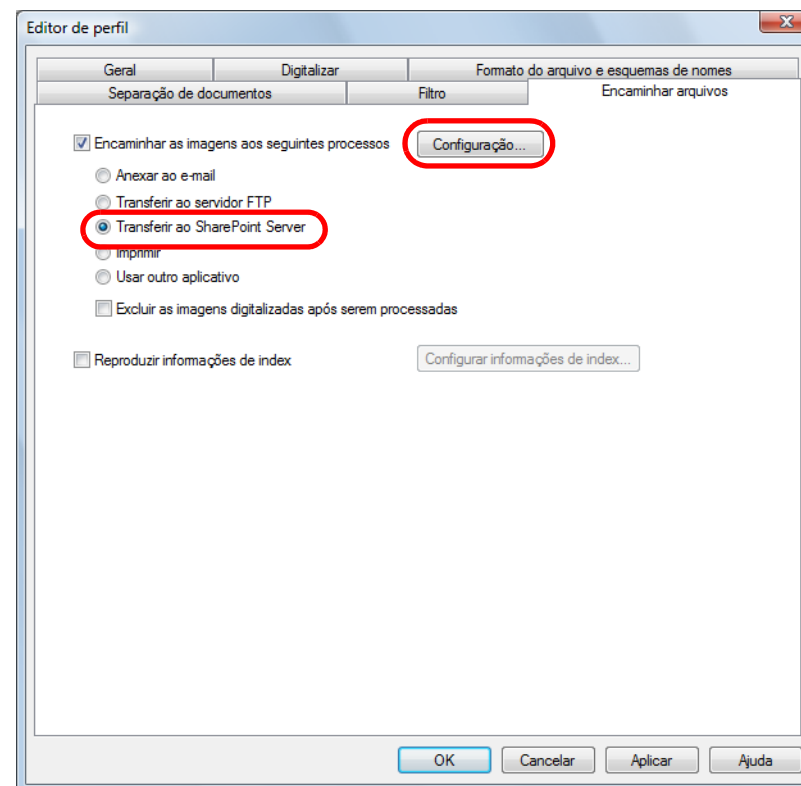 Editor de perfil
Geral Digitalizar Formato do arquivo e esquemas de nomes
Separação de documentos Filtro Encaminhar arquivos
Encaminhar as imagens aos seguintes processos Configuração...
Anexar ao e-mail
Transferir ao servidor FTP
Transferir ao SharePoint Server
Imprimir
Usar outro aplicativo
Excluir as imagens digitalizadas após serem processadas
Reproduzir informações de index Configurar informações de index...
OK Cancelar Aplicar Ajuda